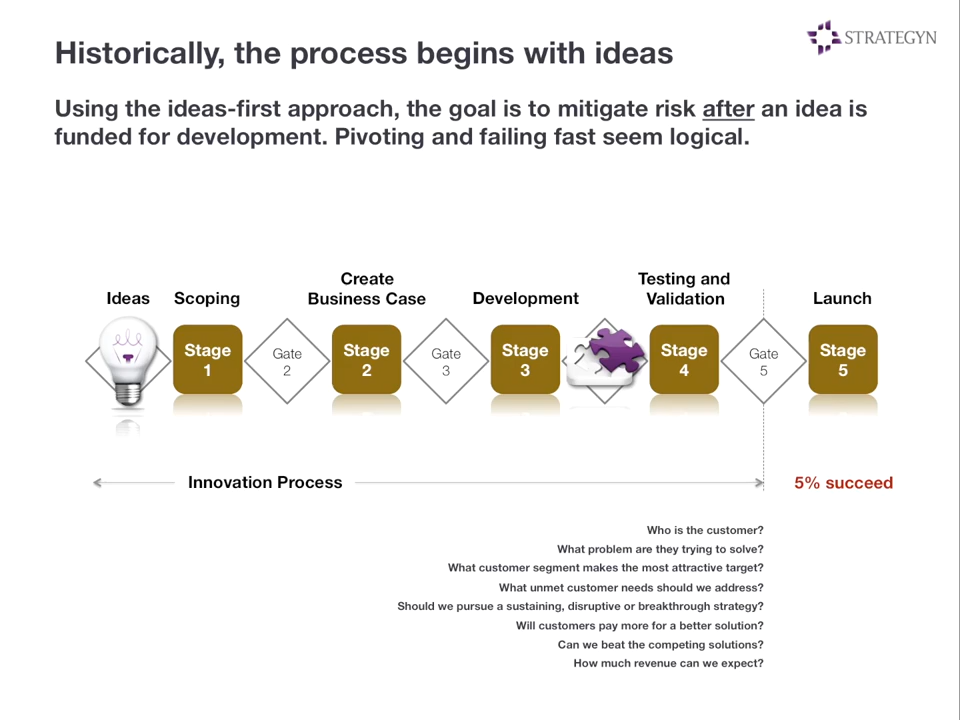 Historically, the process begins with ideas
STRATEGYN
Using the ideas-first approach, the goal is to mitigate risk after an idea is
funded for development. Pivoting and failing fast seem logical.
Ideas
Scoping
Create
Business Case
Development
Testing and
Validation
Launch
Stage
1
Gate
2
Stage
2
Gate
3
Stage
3
Stage
4
Gate
5
Stage
5
Innovation Process
5% succeed
Who is the customer?
What problem are they trying to solve?
What customer segment makes the most attractive target?
What unmet customer needs should we address?
Should we pursue a sustaining, disruptive or breakthrough strategy?
Will customers pay more for a better solution?
Can we beat the competing solutions?
How much revenue can we expect?